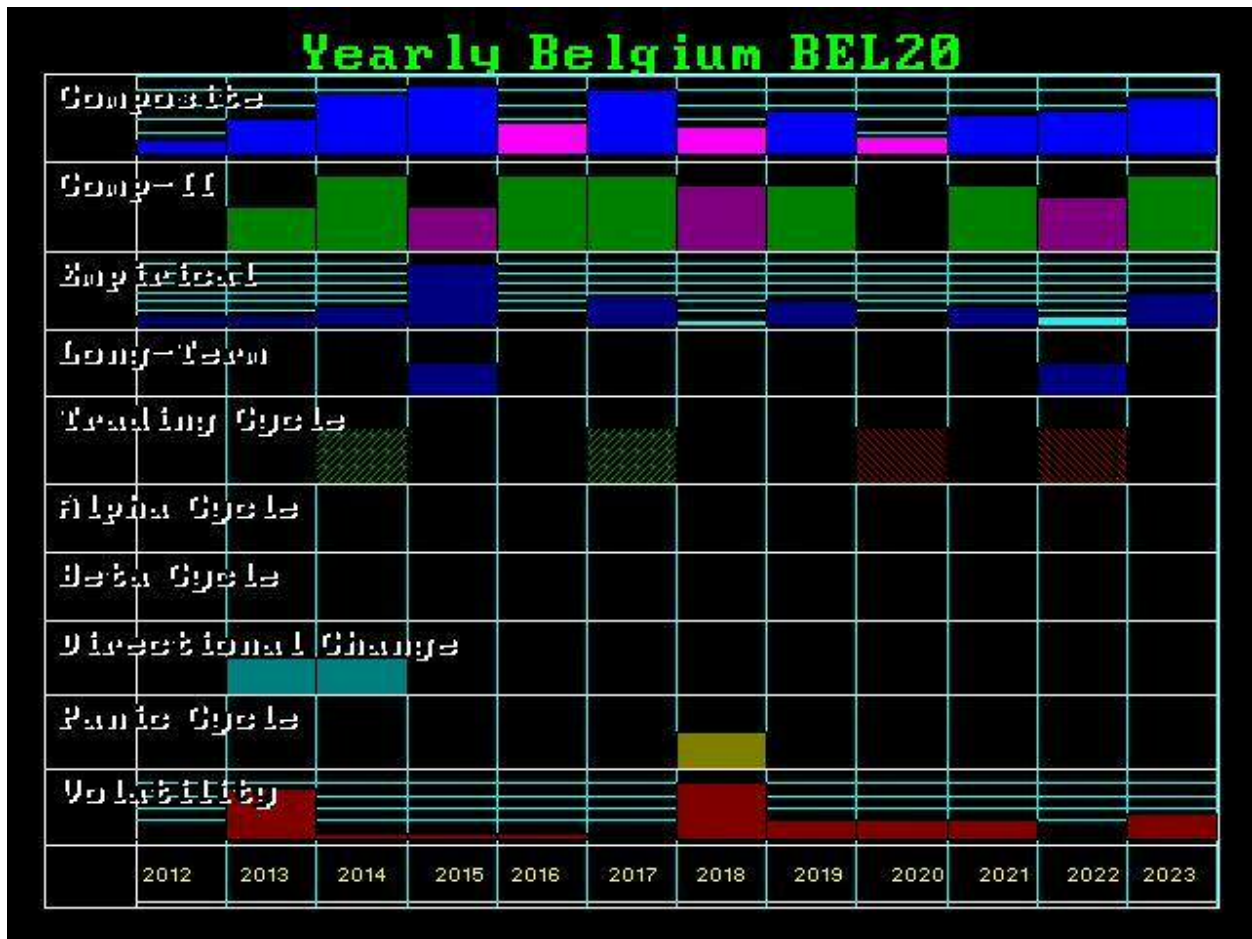 Yearly Belgium BEL20
Composite
Comp-II
Empirical
Long-Term
Trading Cycle
Alpha Cycle
Beta Cycle
Directional Change
Panic Cycle
Volatility
2012 2013 2014 2015 2016 2017 2018 2019 2020 2021 2022 2023